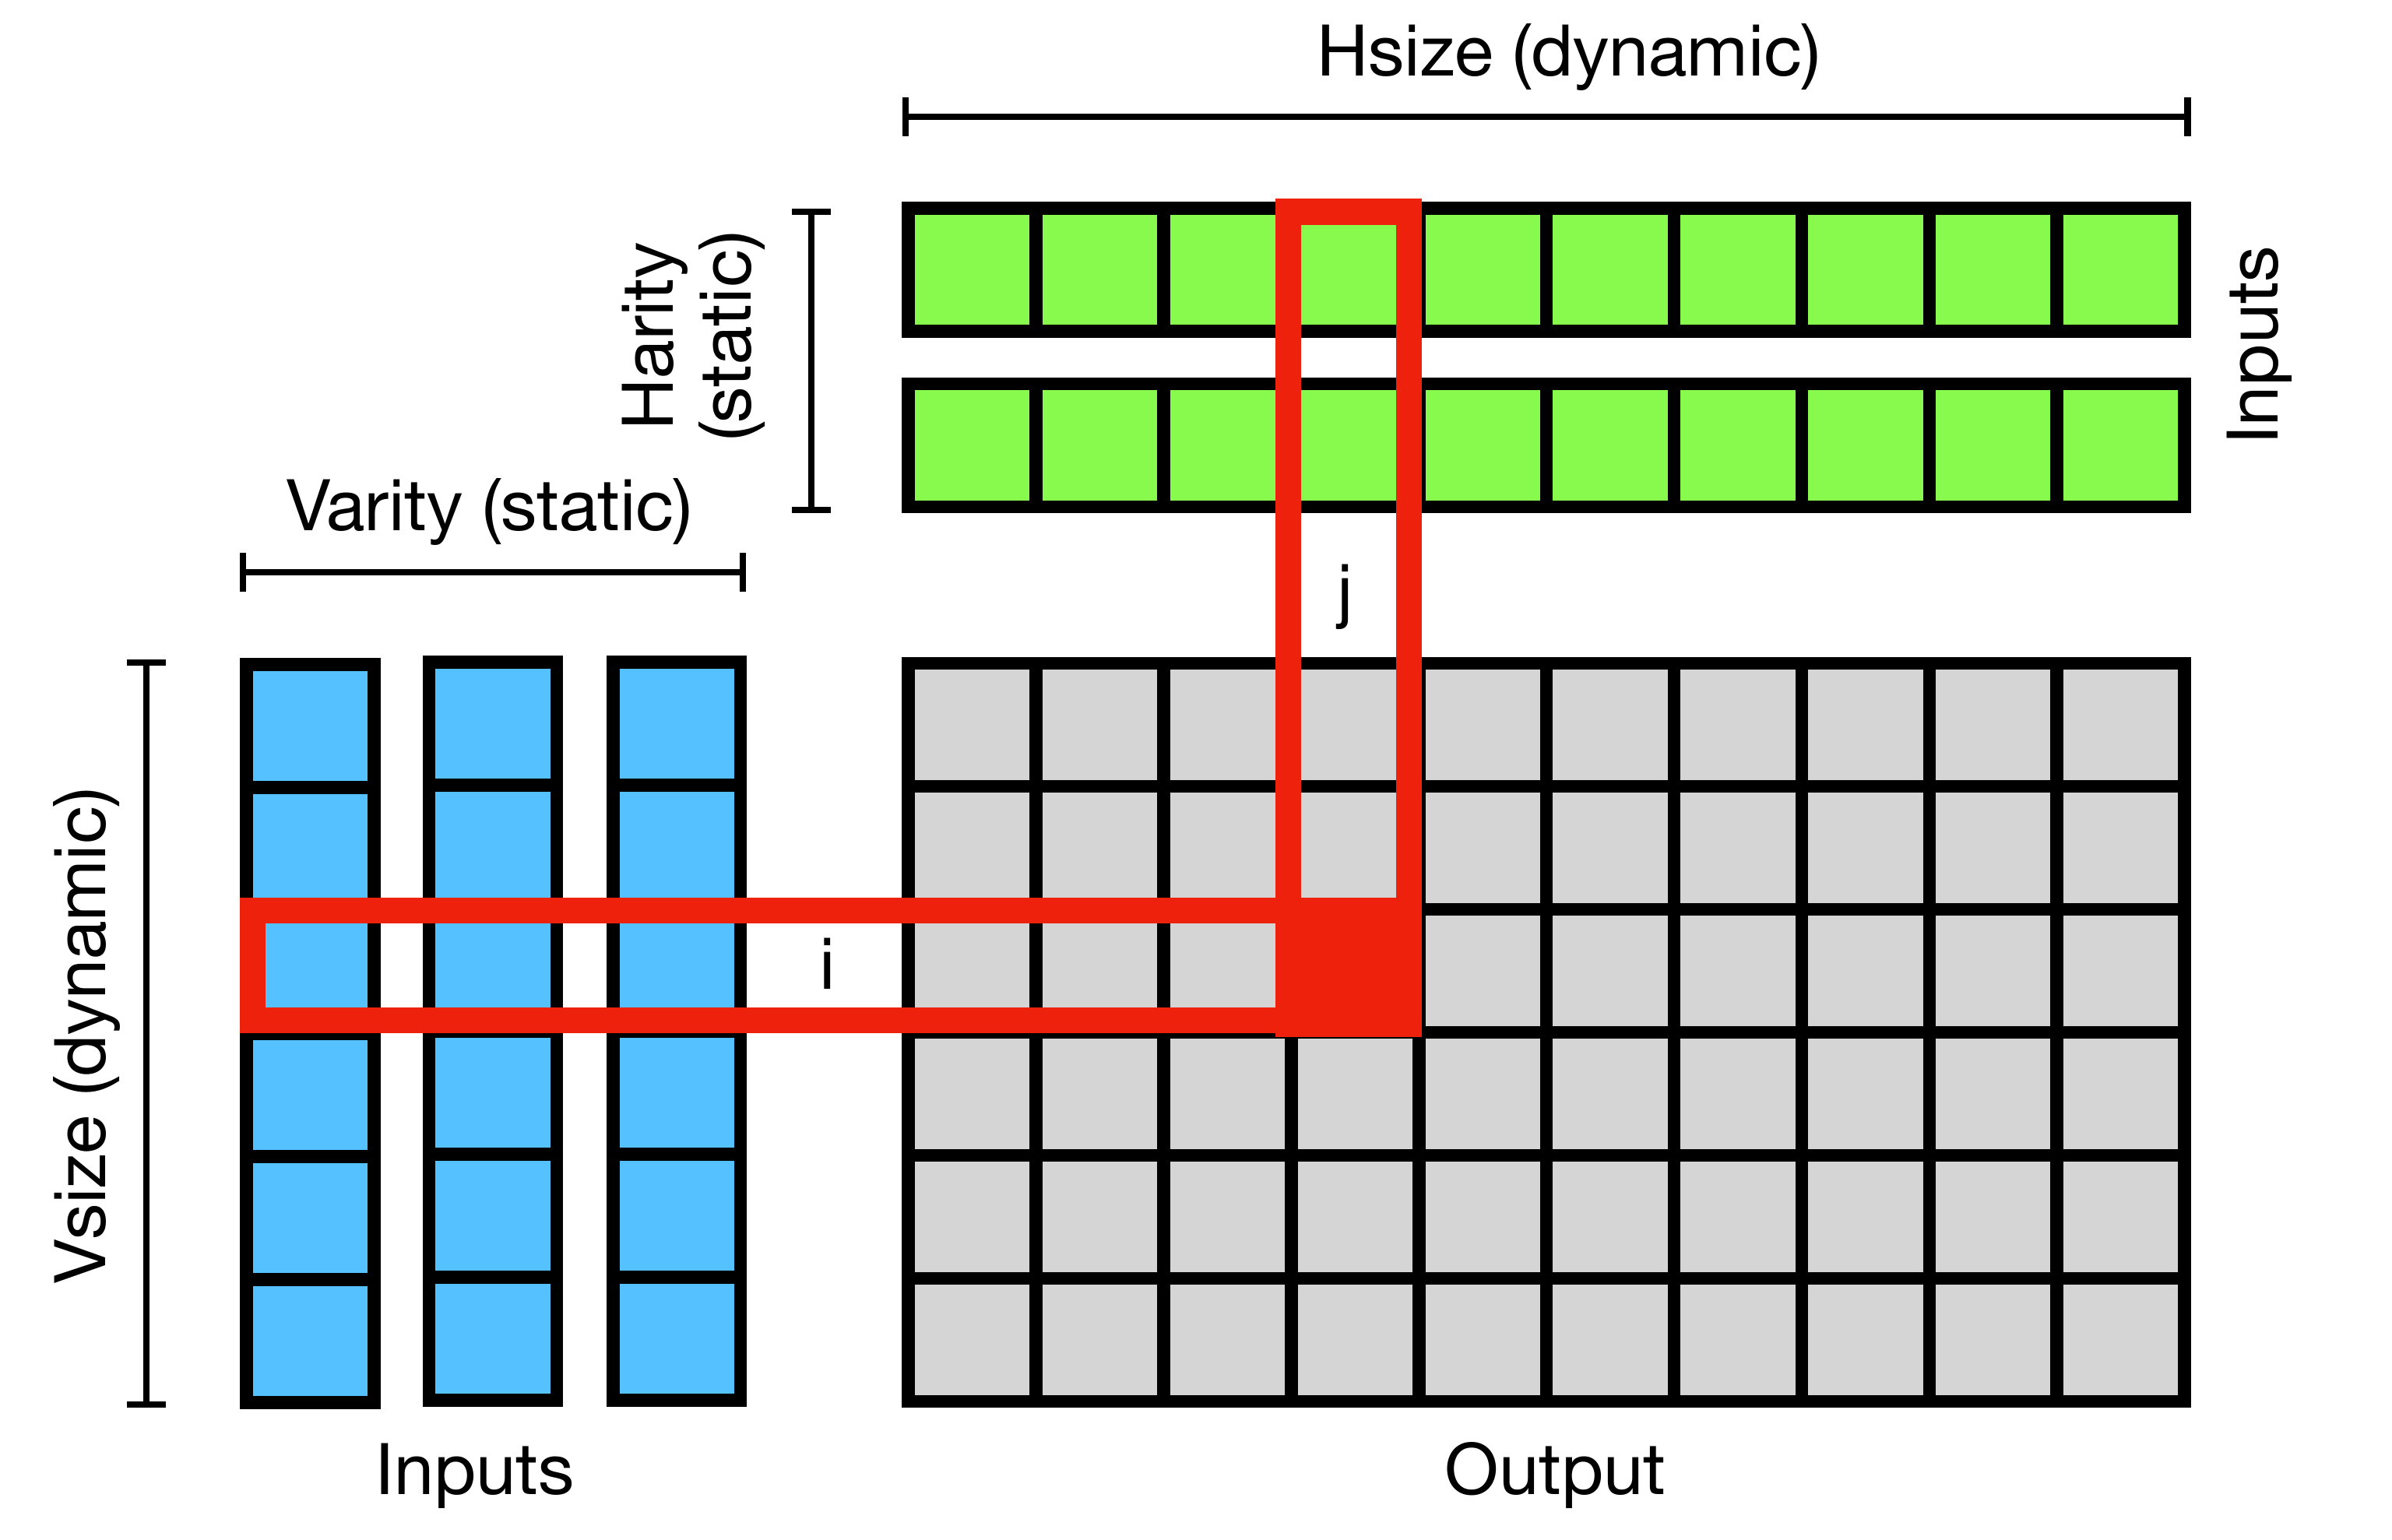 Hsize (dynamic)
Harity
(static)
Inputs
Varity (static)
j
Vsize (dynamic)
i
Inputs
Output